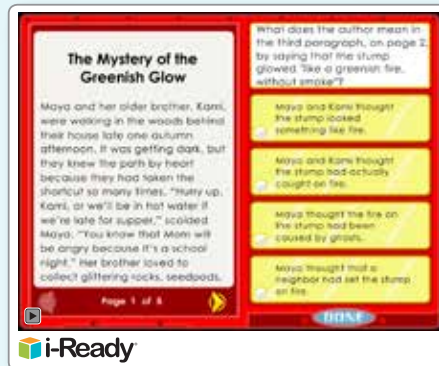 The Mystery of the
Greenish Glow
Maya and her older brother, Kami,
were walking in the woods behind
their house late one autumn
afternoon. It was getting dark, but
they knew the path by heart
because they had taken the
shortcut so many times. "Hurry up,
Kami, or we'll be in hot water if
we're late for supper," scolded
Maya. "You know that Mom will
be angry because it's a school
night." Her brother loved to
collect glittering rocks, seedpods,
Page 1 of 6
What does the author mean in
the third paragraph, on page 2,
by saying that the stump
glowed "like a greenish fire,
without smoke"?
Maya and Kami thought
the stump looked
something like fire.
Maya and Kami thought
the stump had actually
caught on fire.
Maya thought the fire on
the stump had been
caused by ghosts.
Maya thought that a
neighbor had set the stump
on fire.
DONE
i-Ready